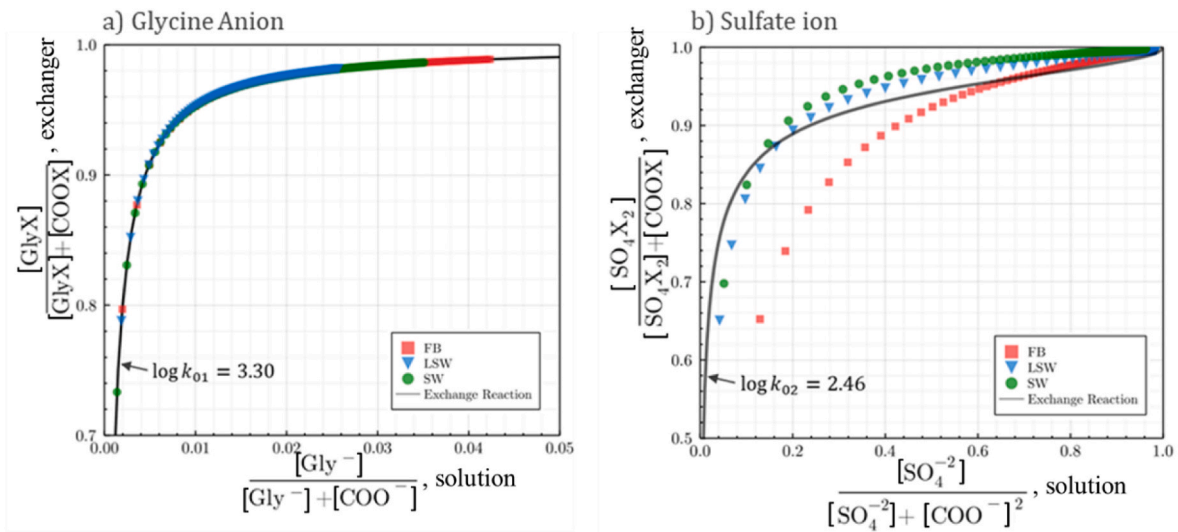 a) Glycine Anion
[GlyX]
[GlyX]+[COOX]
, exchanger
1.0
0.9
0.8
0.7
log k₀₁ = 3.30
FB
LSW
SW
Exchange Reaction
0.00
0.01
0.02
0.03
0.04
0.05
[Gly⁻]
[Gly⁻]+[COO⁻]
, solution
b) Sulfate ion
[SO₄X₂]
[SO₄X₂]+[COOX]
, exchanger
1.0
0.9
0.8
0.7
0.6
0.5
log k₀₂ = 2.46
FB
LSW
SW
Exchange Reaction
0.0
0.2
0.4
0.6
0.8
1.0
[SO₄⁻²]
[SO₄⁻²]+[COO⁻]²
, solution